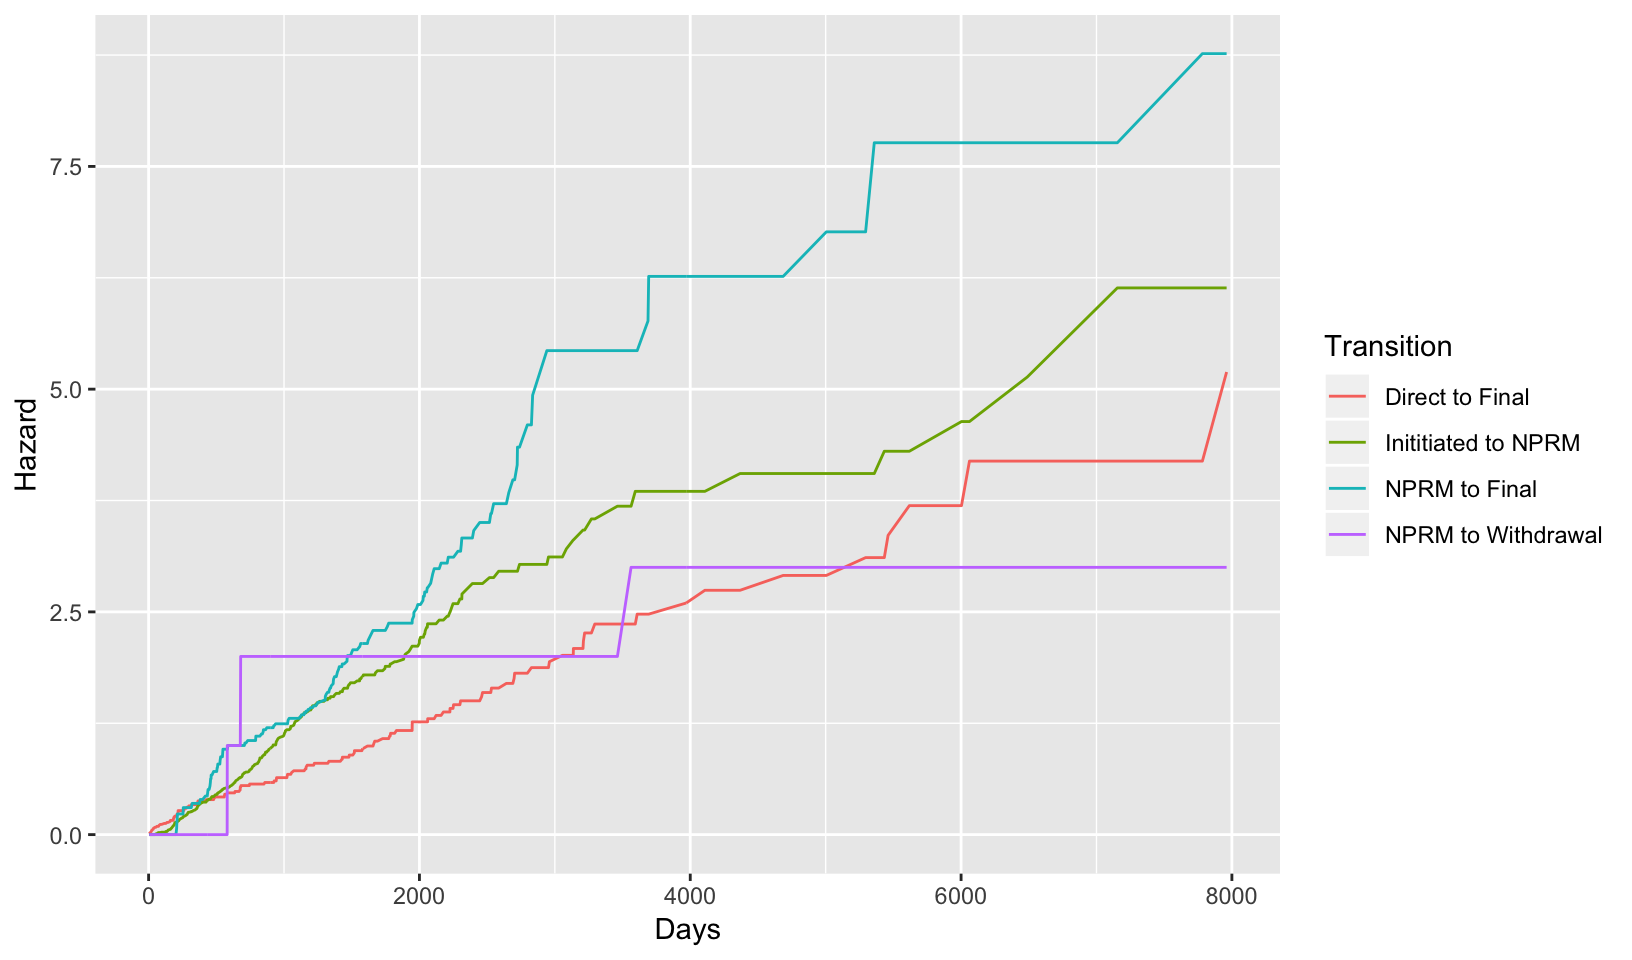 Hazard
7.5
5.0
2.5
0.0
0 2000 4000 6000 8000
Days
Transition
Direct to Final
Inititiated to NPRM
NPRM to Final
NPRM to Withdrawal